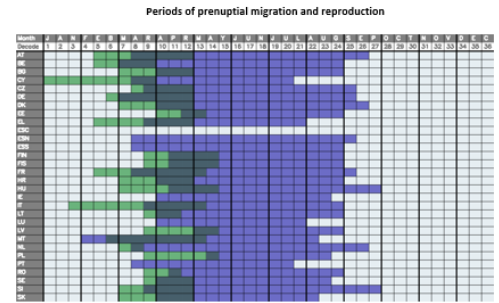 Periods of prenuptial migration and reproduction
Month J A N F E B M A R A P R M A Y J U N J U L A U G S E P O C T N O V D E C
Decade 1 2 3 4 5 6 7 8 9 10 11 12 13 14 15 16 17 18 19 20 21 22 23 24 25 26 27 28 29 30 31 32 33 34 35 36
AT
BE
BG
CY
CZ
DE
DK
EE
EL
ESC
ESN
ESS
FIN
FIS
FR
HR
HU
IE
IT
LT
LU
LV
MT
NL
PL
PT
RO
SE
SI
SK